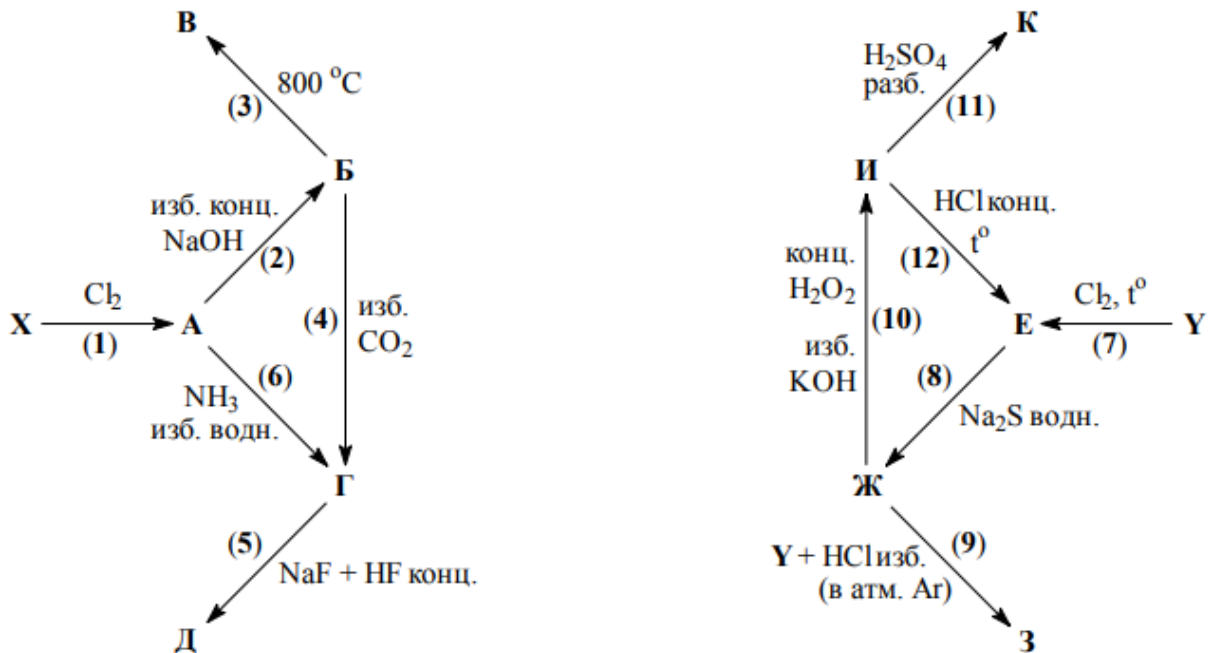 В
К
800 °C
(3)
H₂SO₄
разб.
(11)
Б
И
изб. конц.
NaOH
(2)
HCl конц.
t°
(12)
конц.
H₂O₂
(10)
изб.
KOH
X
Cl₂
(1)
А
(4)
изб.
CO₂
Е
Cl₂, t°
(7)
Y
(6)
NH₃
изб. водн.
(8)
Na₂S водн.
Г
Ж
(5)
NaF + HF конц.
Y + HCl изб.
(в атм. Ar)
(9)
Д
З